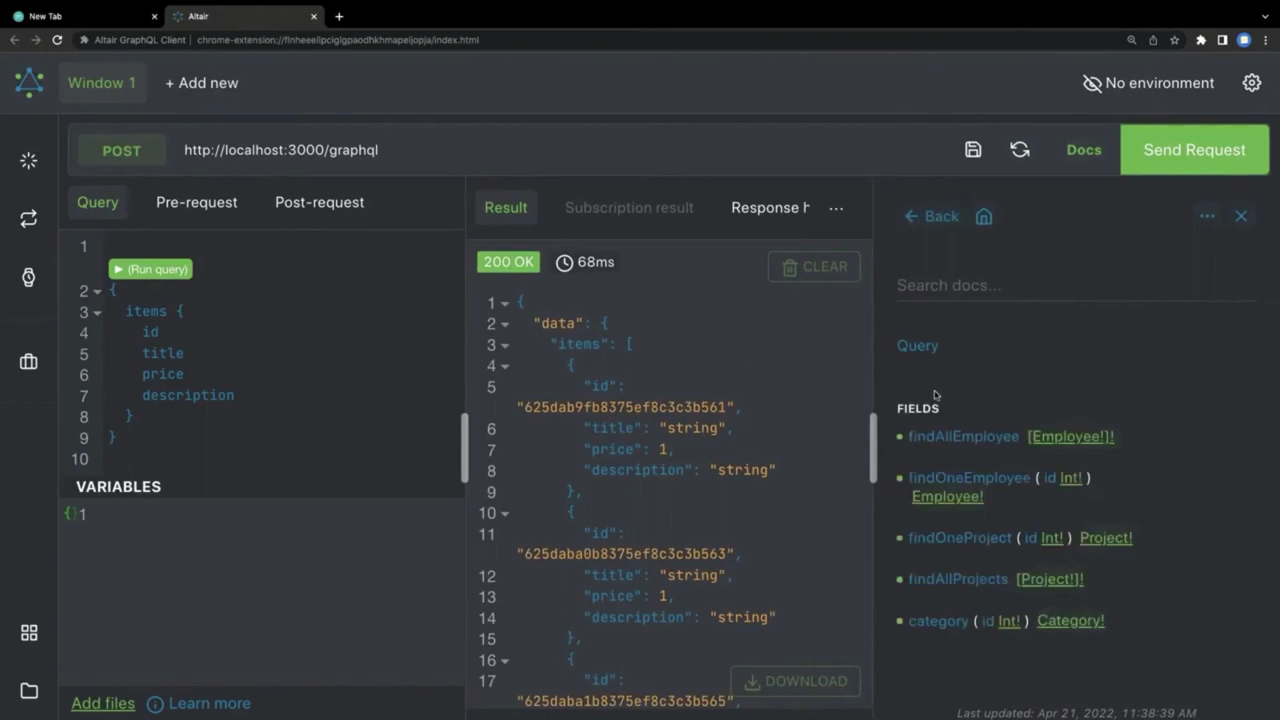 New Tab
Altair
Altair GraphQL Client | chrome-extension://flnheeellpciglgpaodhkhmapeljopja/index.html
Window 1
+ Add new
No environment
POST
http://localhost:3000/graphql
Docs
Send Request
Query
Pre-request
Post-request
1
(Run query)
2 {
3 items {
4 id
5 title
6 price
7 description
8 }
9 }
10
VARIABLES
{} 1
Add files
Learn more
Result
Subscription result
Response h
...
200 OK
68ms
CLEAR
1 {
2 "data": {
3 "items": [
4 {
5 "id":
"625dab9fb8375ef8c3c3b561",
6 "title": "string",
7 "price": 1,
8 "description": "string"
9 },
10 {
11 "id":
"625daba0b8375ef8c3c3b563",
12 "title": "string",
13 "price": 1,
14 "description": "string"
15 },
16 {
17 "id":
"625daba1b8375ef8c3c3b565",
DOWNLOAD
Back
...
Search docs...
Query
FIELDS
findAllEmployee [Employee!]!
findOneEmployee ( id Int! )
Employee!
findOneProject ( id Int! ) Project!
findAllProjects [Project!]!
category ( id Int! ) Category!
Last updated: Apr 21, 2022, 11:38:39 AM